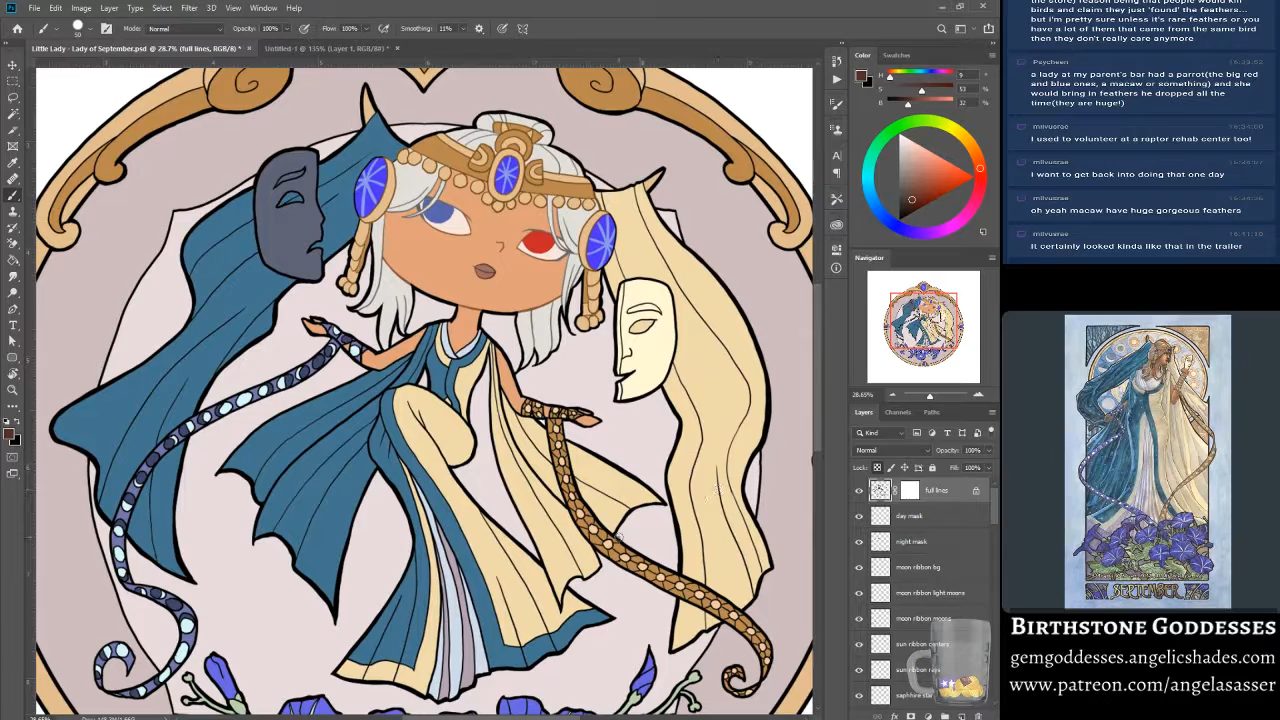 File Edit Image Layer Type Select Filter 3D View Window Help
50 Mode: Normal Opacity: 100% Flow: 100% Smoothing: 11%
Little Lady - Lady of September.psd @ 28.7% (full lines, RGB/8) * × Untitled-1 @ 135% (Layer 1, RGB/8#) * ×
Color Swatches
H 9 °
S 53 %
B 32 %
Navigator
28.65%
Layers Channels Paths
Kind
Normal Opacity: 100%
Lock: Fill: 100%
full lines
day mask
night mask
moon ribbon bg
moon ribbon light moons
moon ribbon moons
sun ribbon centers
sun ribbon rays
birds and claim they just 'found' the feathers...
but i'm pretty sure unless it's rare feathers or you
have a lot of them that came from the same bird
then they don't really care anymore
Psycheen
a lady at my parent's bar had a parrot(the big red
and blue ones, a macaw or something) and she
would bring in feathers he dropped all the
time(they are huge!)
I used to volunteer at a raptor rehab center too!
milvusrae
I want to get back into doing that one day
milvusrae
oh yeah macaw have huge gorgeous feathers
milvusrae
It certainly looked kinda like that in the trailer
SEPTEMBER
Birthstone Goddesses
gemgoddesses.angelicshades.com
www.patreon.com/angelasasser